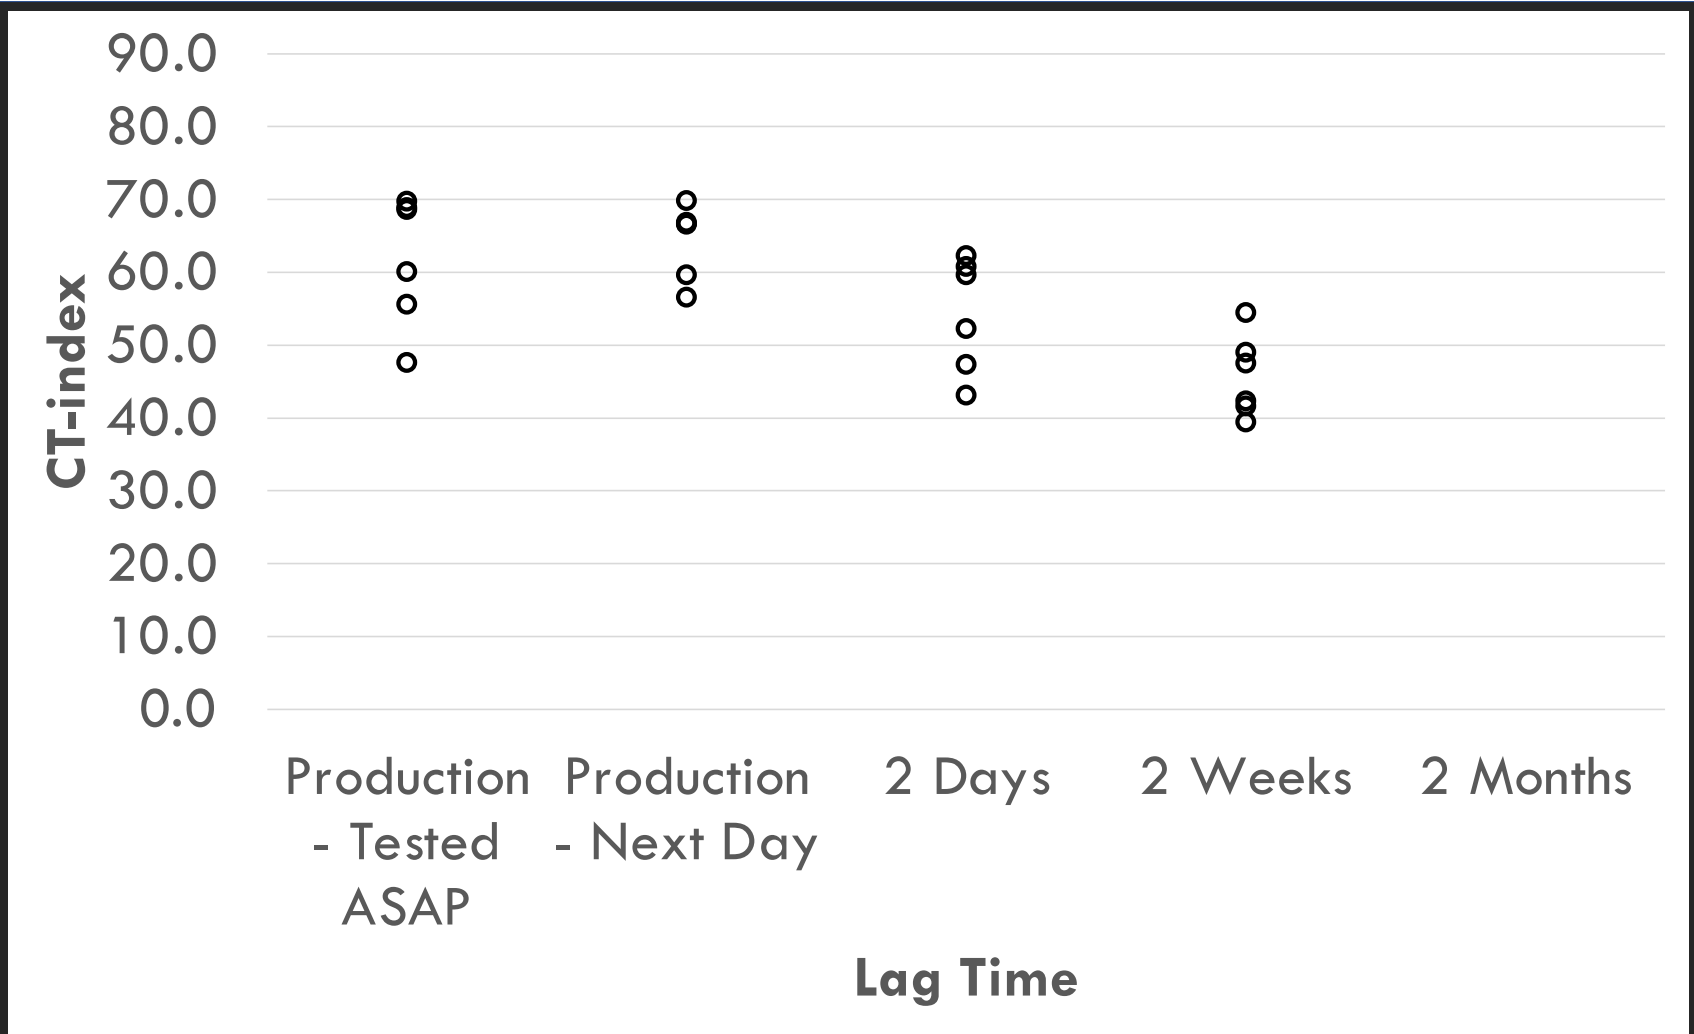 90.0
80.0
70.0
60.0
50.0
40.0
30.0
20.0
10.0
0.0
CT-index
Production - Tested ASAP
Production - Next Day
2 Days
2 Weeks
2 Months
Lag Time